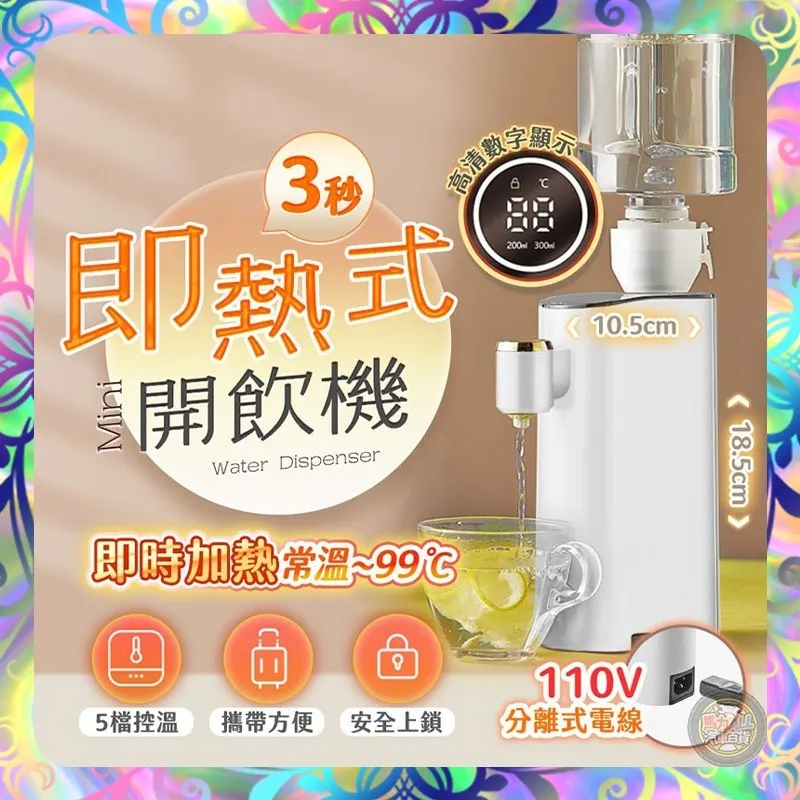 3秒
即熱式
Mini
開飲機
Water Dispenser
高清數字顯示
℃
88
200ml 300ml
10.5cm
18.5cm
即時加熱常溫~99℃
5檔控溫
攜帶方便
安全上鎖
110V
分離式電線